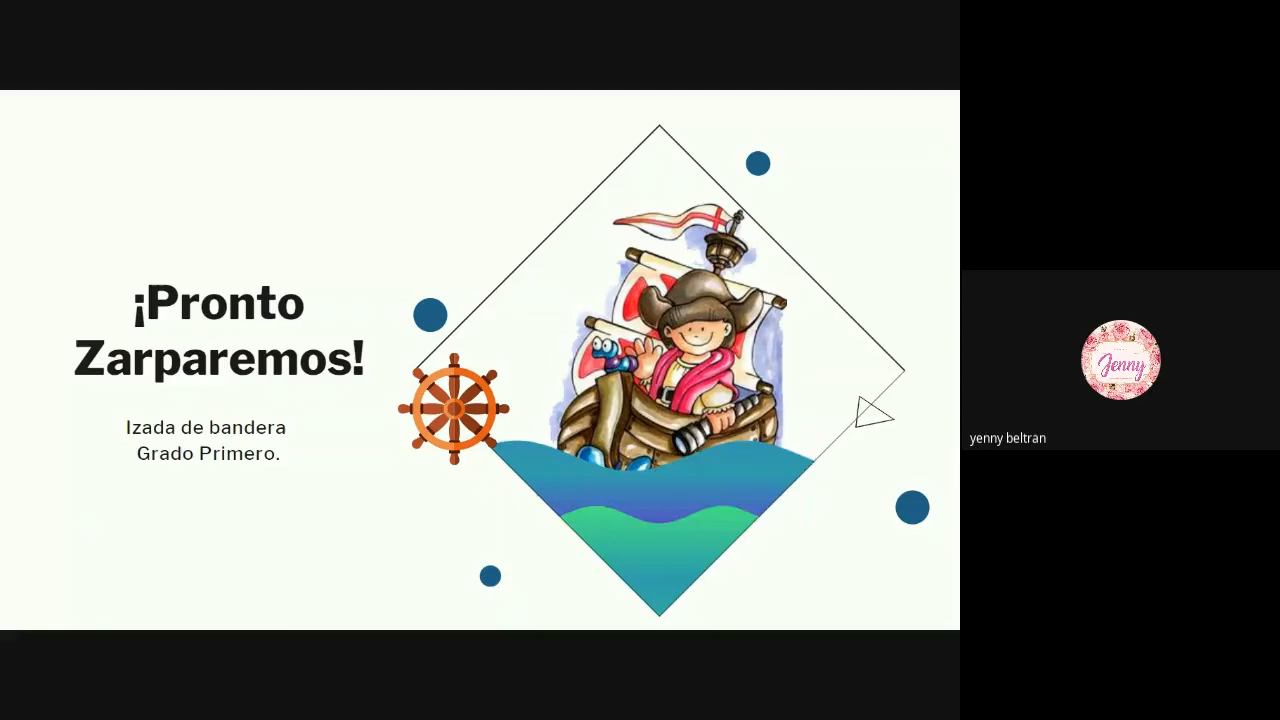 ¡Pronto
Zarparemos!
Izada de bandera
Grado Primero.
Jenny
yenny beltran